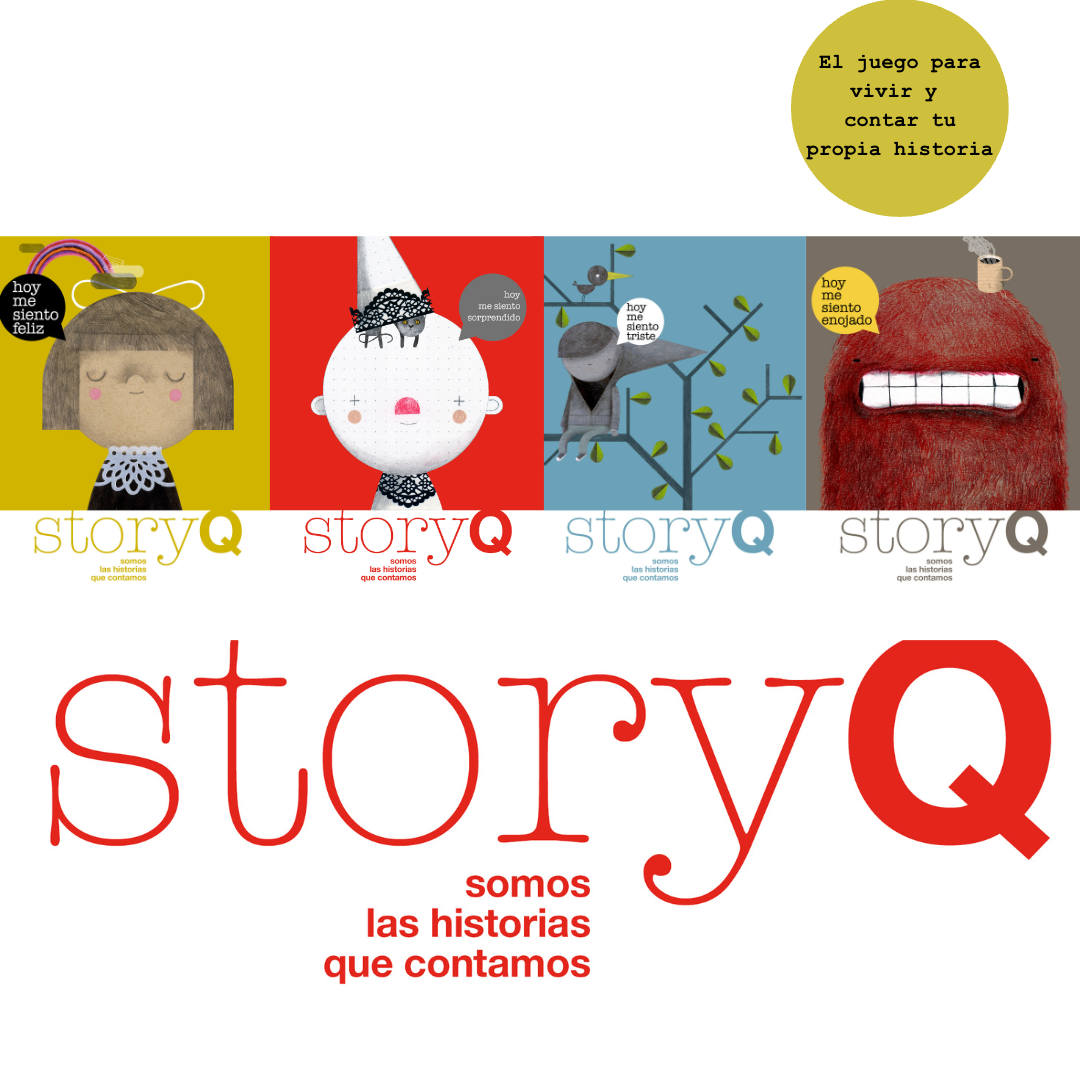 El juego para
vivir y
contar tu
propia historia
hoy
me
siento
feliz
hoy
me siento
sorprendido
hoy
me
siento
triste
hoy
me
siento
enojado
storyQ
somos
las historias
que contamos
storyQ
somos
las historias
que contamos
storyQ
somos
las historias
que contamos
storyQ
somos
las historias
que contamos
storyQ
somos
las historias
que contamos